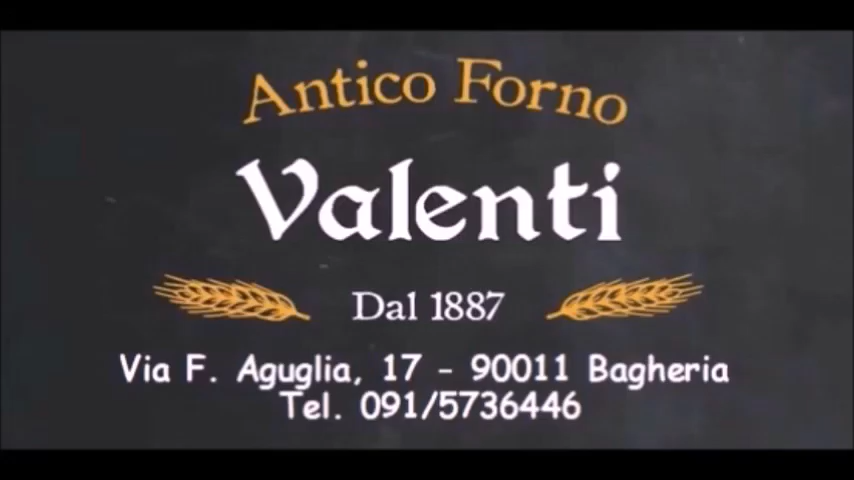 Antico Forno
Valenti
Dal 1887
Via F. Aguglia, 17 - 90011 Bagheria
Tel. 091/5736446